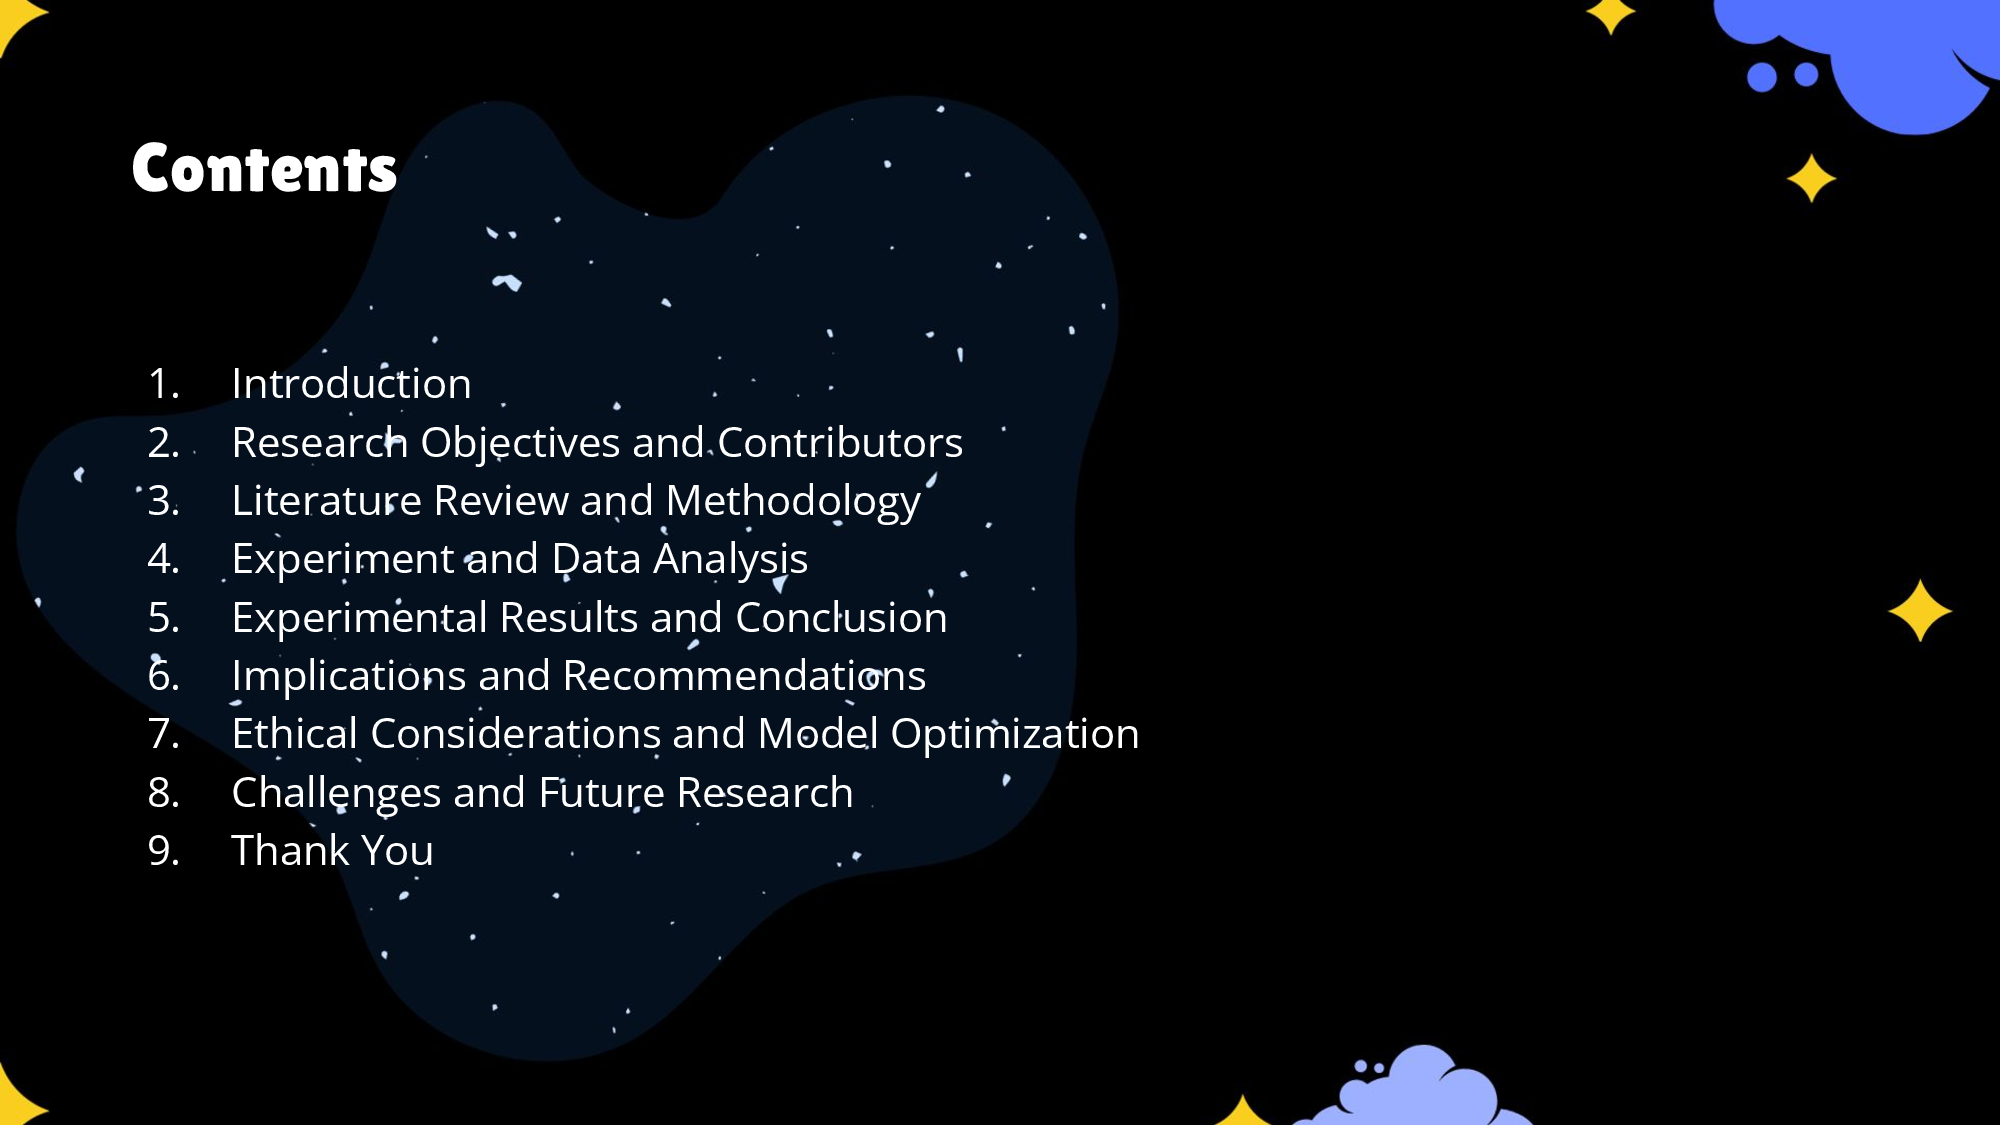 Contents
1. Introduction
2. Research Objectives and Contributors
3. Literature Review and Methodology
4. Experiment and Data Analysis
5. Experimental Results and Conclusion
6. Implications and Recommendations
7. Ethical Considerations and Model Optimization
8. Challenges and Future Research
9. Thank You